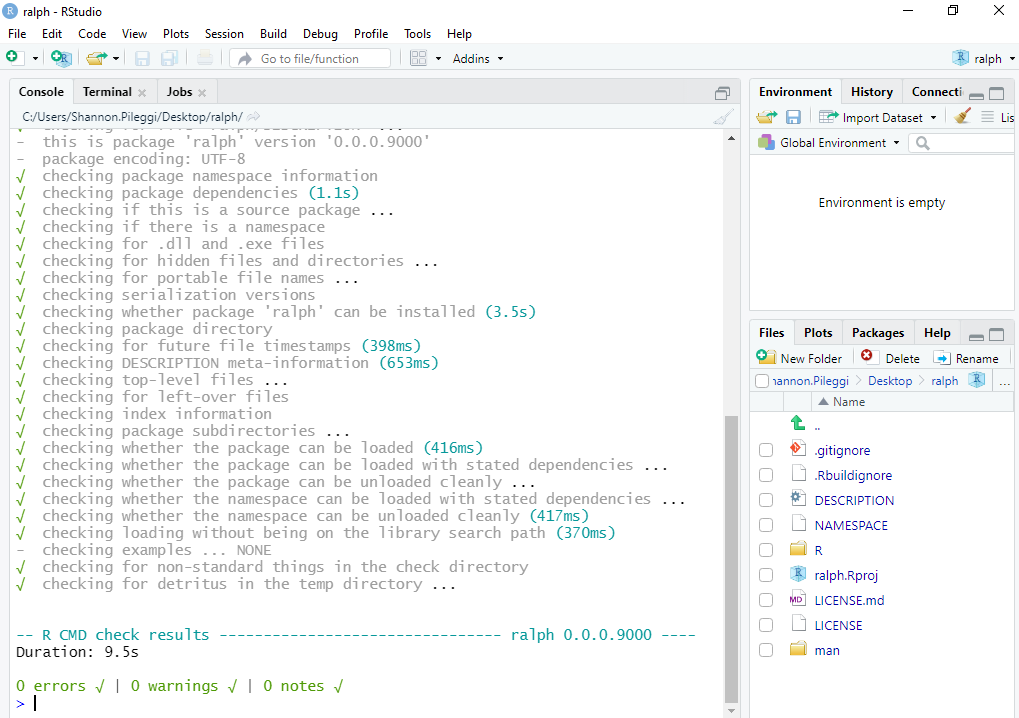 ralph - RStudio
File Edit Code View Plots Session Build Debug Profile Tools Help
Go to file/function Addins ralph
Console Terminal Jobs
C:/Users/Shannon.Pileggi/Desktop/ralph/
- this is package 'ralph' version '0.0.0.9000'
- package encoding: UTF-8
√ checking package namespace information
√ checking package dependencies (1.1s)
√ checking if this is a source package ...
√ checking if there is a namespace
√ checking for .dll and .exe files
√ checking for hidden files and directories ...
√ checking for portable file names ...
√ checking serialization versions
√ checking whether package 'ralph' can be installed (3.5s)
√ checking package directory
√ checking for future file timestamps (398ms)
√ checking DESCRIPTION meta-information (653ms)
√ checking top-level files ...
√ checking for left-over files
√ checking index information
√ checking package subdirectories ...
√ checking whether the package can be loaded (416ms)
√ checking whether the package can be loaded with stated dependencies ...
√ checking whether the package can be unloaded cleanly ...
√ checking whether the namespace can be loaded with stated dependencies ...
√ checking whether the namespace can be unloaded cleanly (417ms)
√ checking loading without being on the library search path (370ms)
- checking examples ... NONE
√ checking for non-standard things in the check directory
√ checking for detritus in the temp directory ...
-- R CMD check results -------------------------------- ralph 0.0.0.9000 ----
Duration: 9.5s
0 errors √ | 0 warnings √ | 0 notes √
>
Environment History Connecti
Import Dataset Lis
Global Environment
Environment is empty
Files Plots Packages Help
New Folder Delete Rename
hannon.Pileggi Desktop ralph ...
Name
..
.gitignore
.Rbuildignore
DESCRIPTION
NAMESPACE
R
ralph.Rproj
LICENSE.md
LICENSE
man